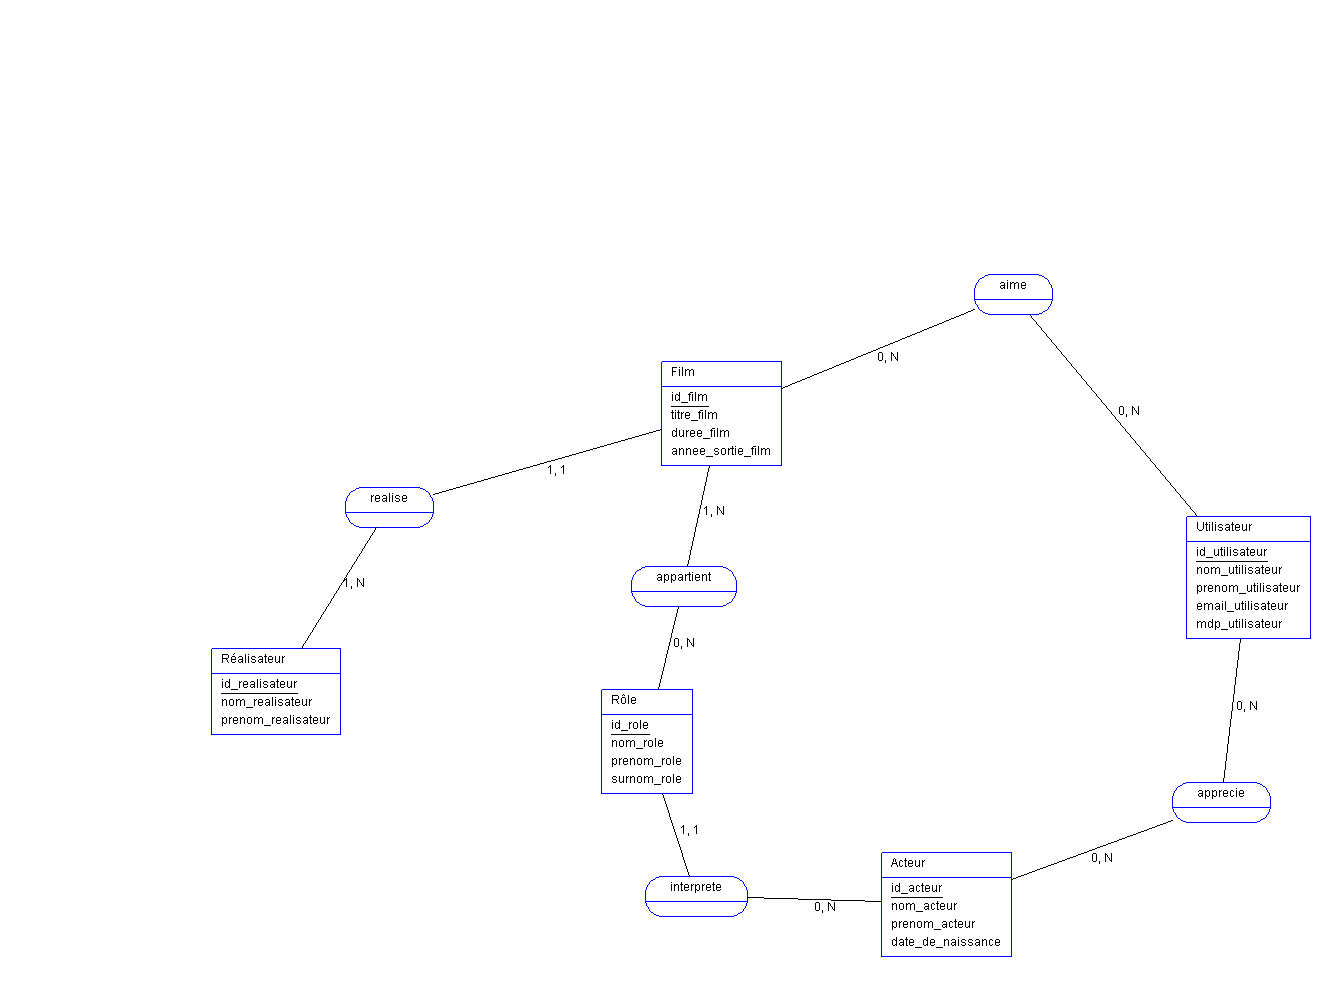 aime
0, N
0, N
Film
id_film
titre_film
duree_film
annee_sortie_film
1, 1
realise
1, N
1, N
appartient
0, N
Utilisateur
id_utilisateur
nom_utilisateur
prenom_utilisateur
email_utilisateur
mdp_utilisateur
Réalisateur
id_realisateur
nom_realisateur
prenom_realisateur
Rôle
id_role
nom_role
prenom_role
surnom_role
0, N
apprecie
1, 1
interprete
0, N
0, N
Acteur
id_acteur
nom_acteur
prenom_acteur
date_de_naissance